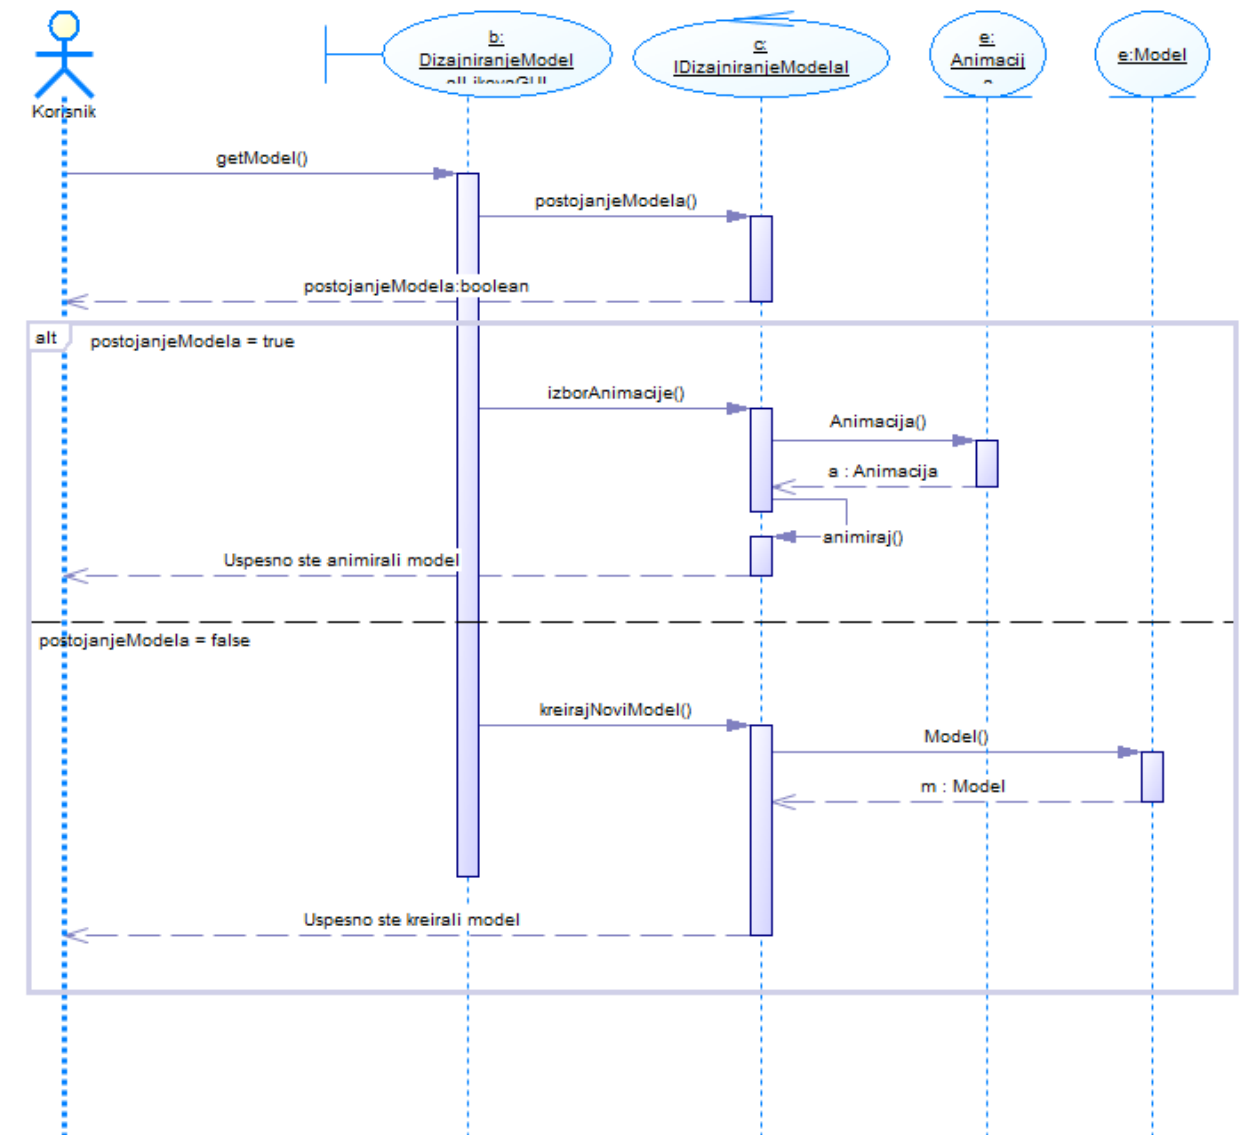 b:
DizajniranjeModel
c:
IDizajniranjeModelaI
e:
Animacij
e:Model
Korisnik
getModel()
postojanjeModela()
postojanjeModela:boolean
alt
postojanjeModela = true
izborAnimacije()
Animacija()
a : Animacija
animiraj()
Uspesno ste animirali model
postojanjeModela = false
kreirajNoviModel()
Model()
m : Model
Uspesno ste kreirali model